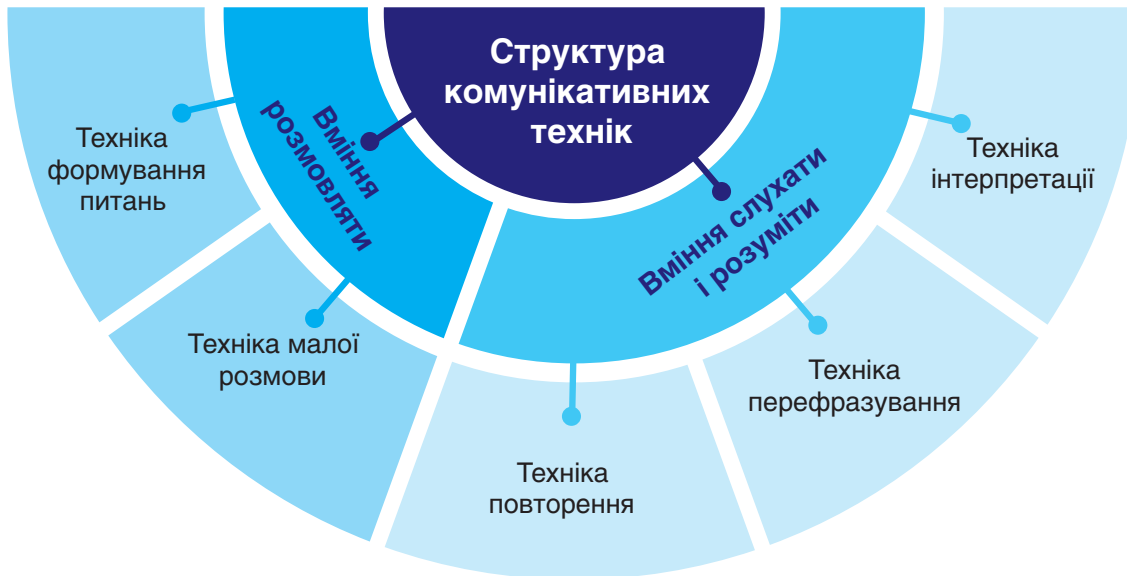 Структура
комунікативних
технік
Вміння
розмовляти
Вміння слухати
і розуміти
Техніка
формування
питань
Техніка малої
розмови
Техніка
повторення
Техніка
перефразування
Техніка
інтерпретації